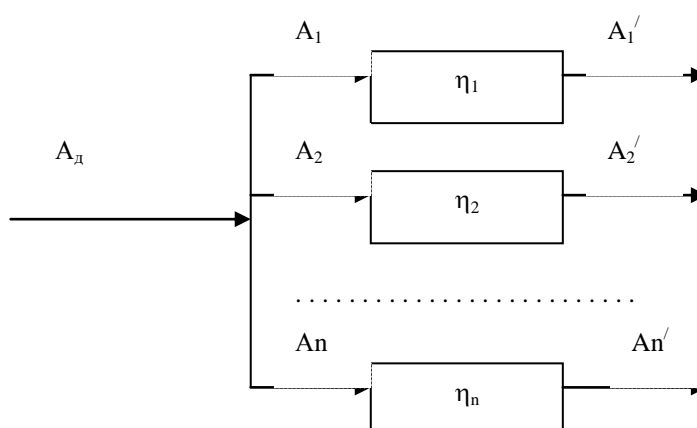 A₁ A₁/
η₁
Aд A₂ A₂/
η₂
. . . . . . . . . . . . . . . . . . . . . . . . . . .
An An/
ηₙ